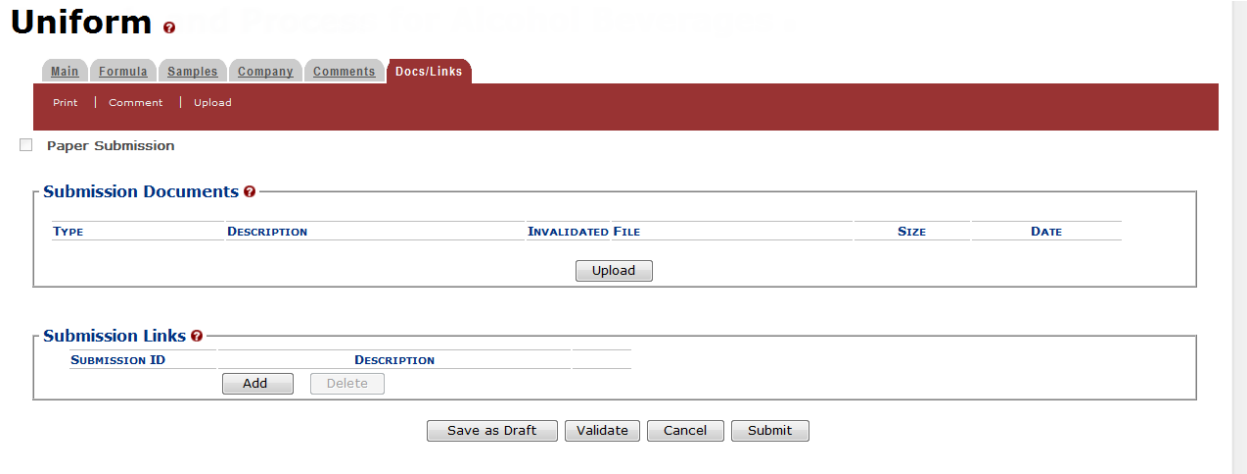 Uniform
Main Formula Samples Company Comments Docs/Links
Print | Comment | Upload
Paper Submission
Submission Documents
TYPE DESCRIPTION INVALIDATED FILE SIZE DATE
Upload
Submission Links
SUBMISSION ID DESCRIPTION
Add Delete
Save as Draft Validate Cancel Submit